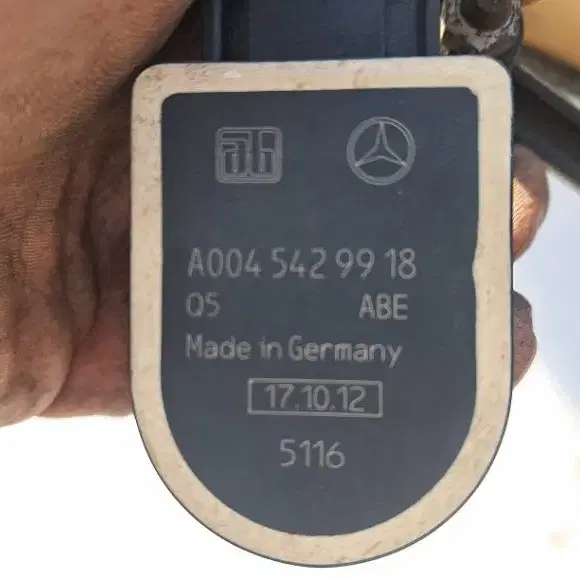 A004 542 99 18
Q5 ABE
Made in Germany
17.10.12
5116